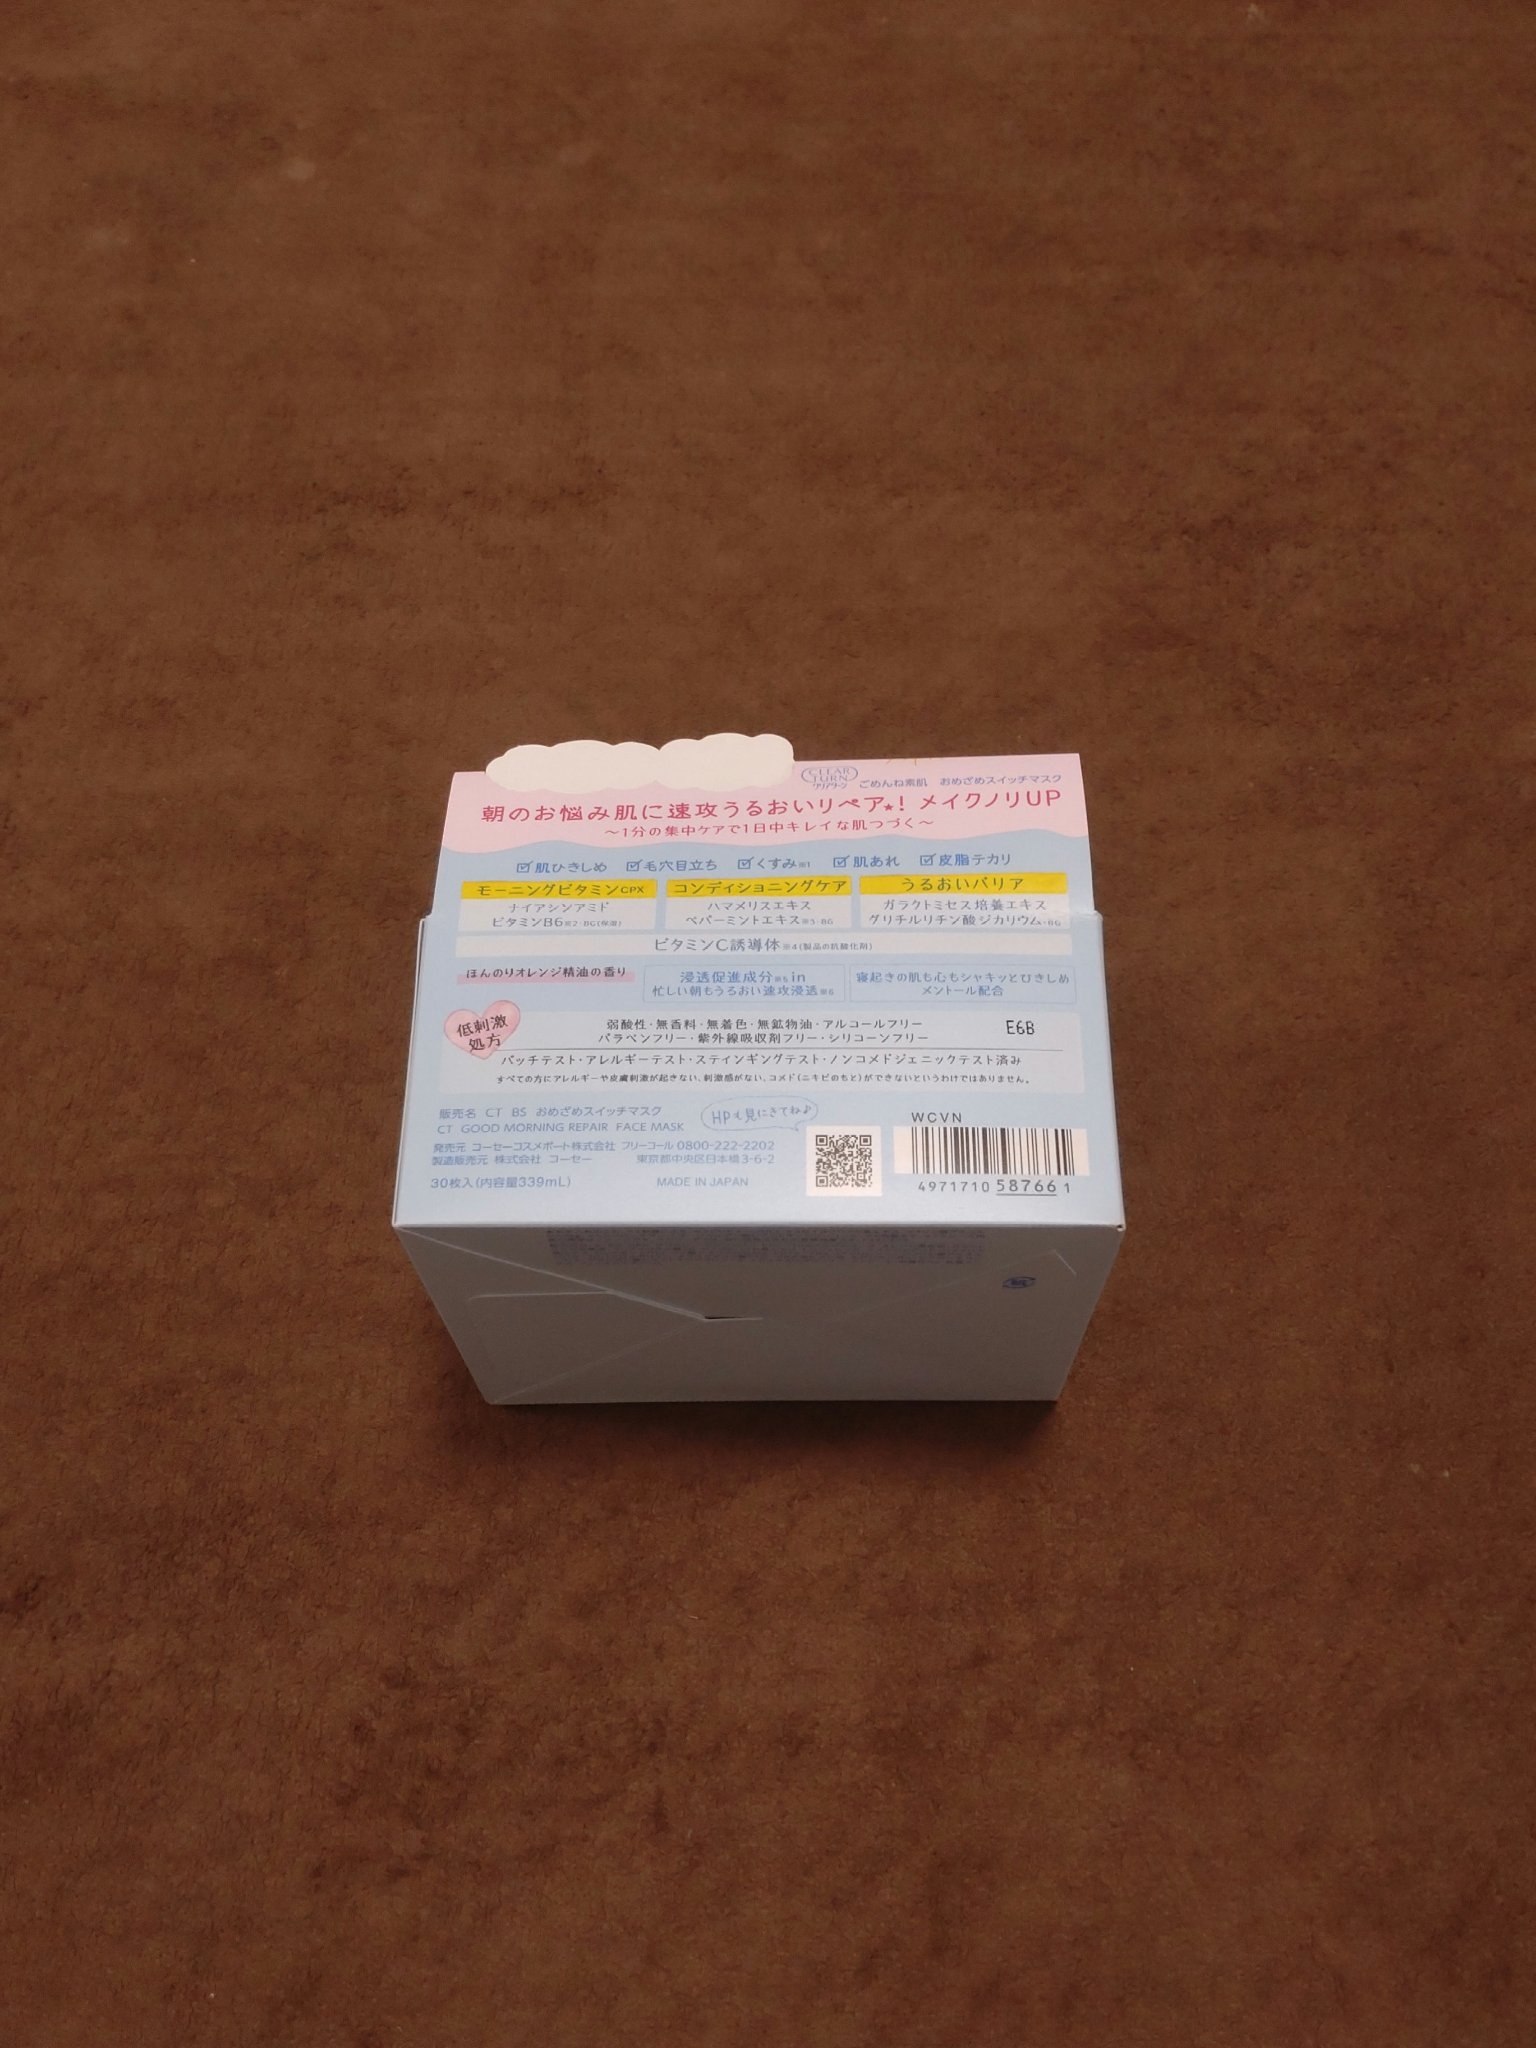 CLEAR TURN
クリアターン
ごめんね素肌 おめざめスイッチマスク
朝のお悩み肌に速攻うるおいリペア★! メイクノリUP
～1分の集中ケアで1日中キレイな肌つづく～
肌ひきしめ 毛穴目立ち くすみ※1 肌あれ 皮脂テカリ
モーニングビタミンCPX
ナイアシンアミド
ビタミンB6※2・BG(保湿)
コンディショニングケア
ハマメリスエキス
ペパーミントエキス※3・BG
うるおいバリア
ガラクトミセス培養エキス
グリチルリチン酸ジカリウム・BG
ビタミンC誘導体※4(製品の抗酸化剤)
ほんのりオレンジ精油の香り
浸透促進成分※5 in
忙しい朝もうるおい速攻浸透※6
寝起きの肌も心もシャキッとひきしめ
メントール配合
低刺激
処方
弱酸性・無香料・無着色・無鉱物油・アルコールフリー
パラベンフリー・紫外線吸収剤フリー・シリコーンフリー
E6B
パッチテスト・アレルギーテスト・スティンギングテスト・ノンコメドジェニックテスト済み
すべての方にアレルギーや皮膚刺激が起きない、刺激感がない、コメド(ニキビのもと)ができないというわけではありません。
販売名 CT BS おめざめスイッチマスク
CT GOOD MORNING REPAIR FACE MASK
HPも見にきてね♪
発売元 コーセーコスメポート株式会社 フリーコール 0800-222-2202
製造販売元 株式会社 コーセー 東京都中央区日本橋3-6-2
30枚入(内容量339mL) MADE IN JAPAN
WCVN
4971710 587661